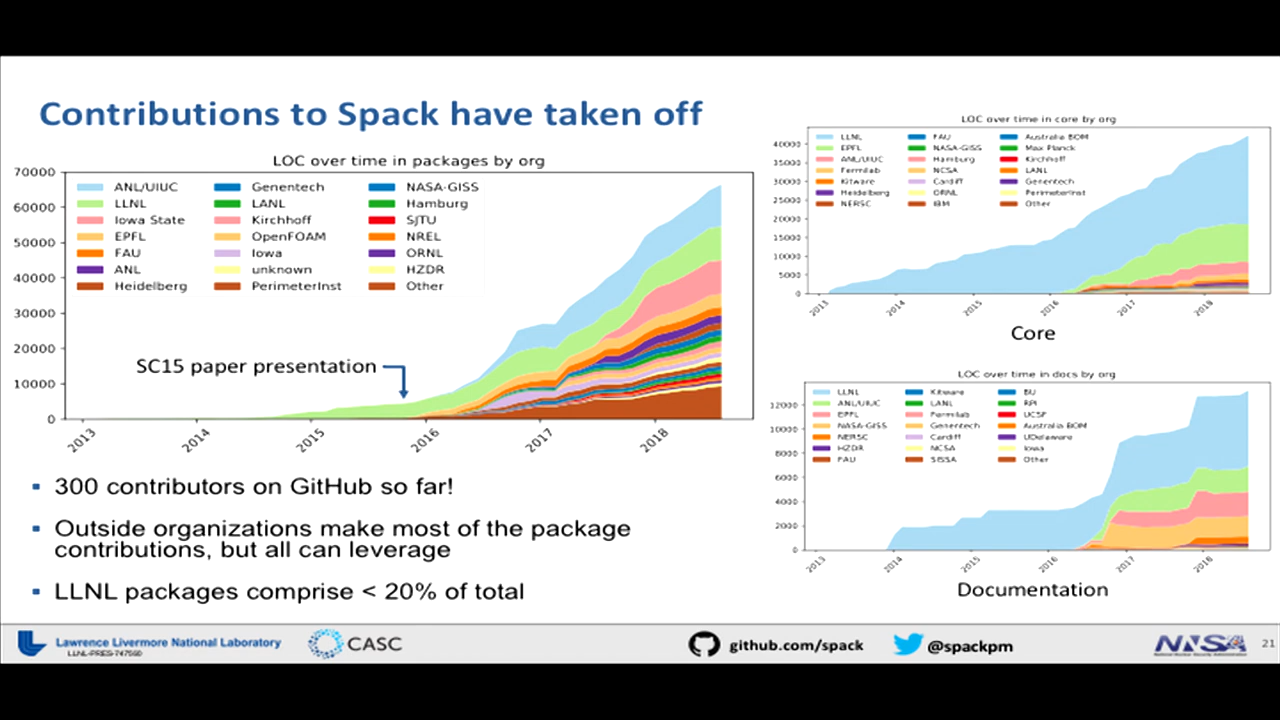 Contributions to Spack have taken off
LOC over time in packages by org
70000
60000
50000
40000
30000
20000
10000
0
ANL/UIUC
LLNL
Iowa State
EPFL
FAU
ANL
Heidelberg
Genentech
LANL
Kirchhoff
OpenFOAM
Iowa
unknown
PerimeterInst
NASA-GISS
Hamburg
SJTU
NREL
ORNL
HZDR
Other
SC15 paper presentation
2013
2014
2015
2016
2017
2018
▪ 300 contributors on GitHub so far!
▪ Outside organizations make most of the package
contributions, but all can leverage
▪ LLNL packages comprise < 20% of total
LOC over time in core by org
40000
35000
30000
25000
20000
15000
10000
5000
0
LLNL
EPFL
ANL/UIUC
Fermilab
Kitware
Heidelberg
NERSC
FAU
NASA-GISS
Hamburg
NCSA
Cardiff
ORNL
IBM
Australia BOM
Max Planck
Kirchhoff
LANL
Genentech
PerimeterInst
Other
2013
2014
2015
2016
2017
2018
Core
LOC over time in docs by org
12000
10000
8000
6000
4000
2000
0
LLNL
ANL/UIUC
EPFL
NASA-GISS
NERSC
HZDR
FAU
Kitware
LANL
Fermilab
Genentech
Cardiff
NCSA
SISSA
BU
RPI
UCSF
Australia BOM
UDelaware
Iowa
Other
2013
2014
2015
2016
2017
2018
Documentation
Lawrence Livermore National Laboratory
LLNL-PRES-747560
CASC
github.com/spack
@spackpm
NNSA
National Nuclear Security Administration
21